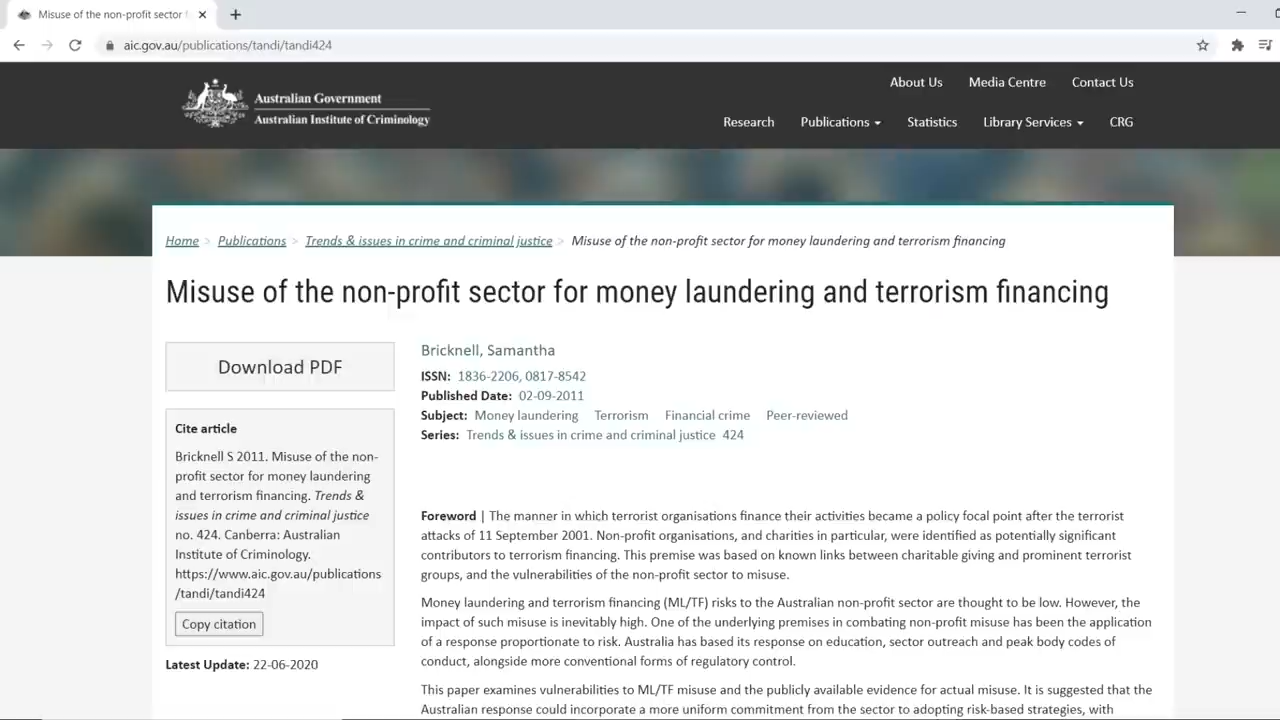 Misuse of the non-profit sector f
aic.gov.au/publications/tandi/tandi424
About Us Media Centre Contact Us
Australian Government
Australian Institute of Criminology
Research Publications Statistics Library Services CRG
Home > Publications > Trends & issues in crime and criminal justice > Misuse of the non-profit sector for money laundering and terrorism financing
Misuse of the non-profit sector for money laundering and terrorism financing
Download PDF
Cite article
Bricknell S 2011. Misuse of the non-
profit sector for money laundering
and terrorism financing. Trends &
issues in crime and criminal justice
no. 424. Canberra: Australian
Institute of Criminology.
https://www.aic.gov.au/publications
/tandi/tandi424
Copy citation
Latest Update: 22-06-2020
Bricknell, Samantha
ISSN: 1836-2206, 0817-8542
Published Date: 02-09-2011
Subject: Money laundering Terrorism Financial crime Peer-reviewed
Series: Trends & issues in crime and criminal justice 424
Foreword | The manner in which terrorist organisations finance their activities became a policy focal point after the terrorist
attacks of 11 September 2001. Non-profit organisations, and charities in particular, were identified as potentially significant
contributors to terrorism financing. This premise was based on known links between charitable giving and prominent terrorist
groups, and the vulnerabilities of the non-profit sector to misuse.
Money laundering and terrorism financing (ML/TF) risks to the Australian non-profit sector are thought to be low. However, the
impact of such misuse is inevitably high. One of the underlying premises in combating non-profit misuse has been the application
of a response proportionate to risk. Australia has based its response on education, sector outreach and peak body codes of
conduct, alongside more conventional forms of regulatory control.
This paper examines vulnerabilities to ML/TF misuse and the publicly available evidence for actual misuse. It is suggested that the
Australian response could incorporate a more uniform commitment from the sector to adopting risk-based strategies, with